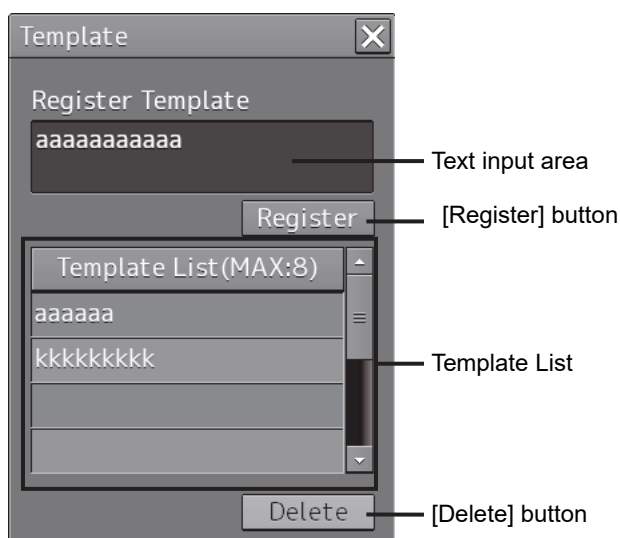 Template
Register Template
aaaaaaaaaaa
Text input area
Register
[Register] button
Template List(MAX:8)
aaaaaa
kkkkkkkkk
Template List
Delete
[Delete] button